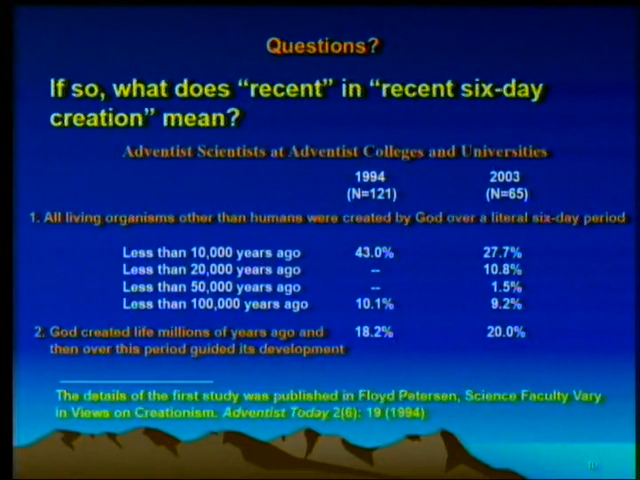 Questions?
If so, what does “recent” in “recent six-day
creation” mean?
Adventist Scientists at Adventist Colleges and Universities
1994 2003
(N=121) (N=65)
1. All living organisms other than humans were created by God over a literal six-day period
Less than 10,000 years ago 43.0% 27.7%
Less than 20,000 years ago -- 10.8%
Less than 50,000 years ago -- 1.5%
Less than 100,000 years ago 10.1% 9.2%
2. God created life millions of years ago and 18.2% 20.0%
then over this period guided its development
The details of the first study was published in Floyd Petersen, Science Faculty Vary
in Views on Creationism. Adventist Today 2(6): 19 (1994)